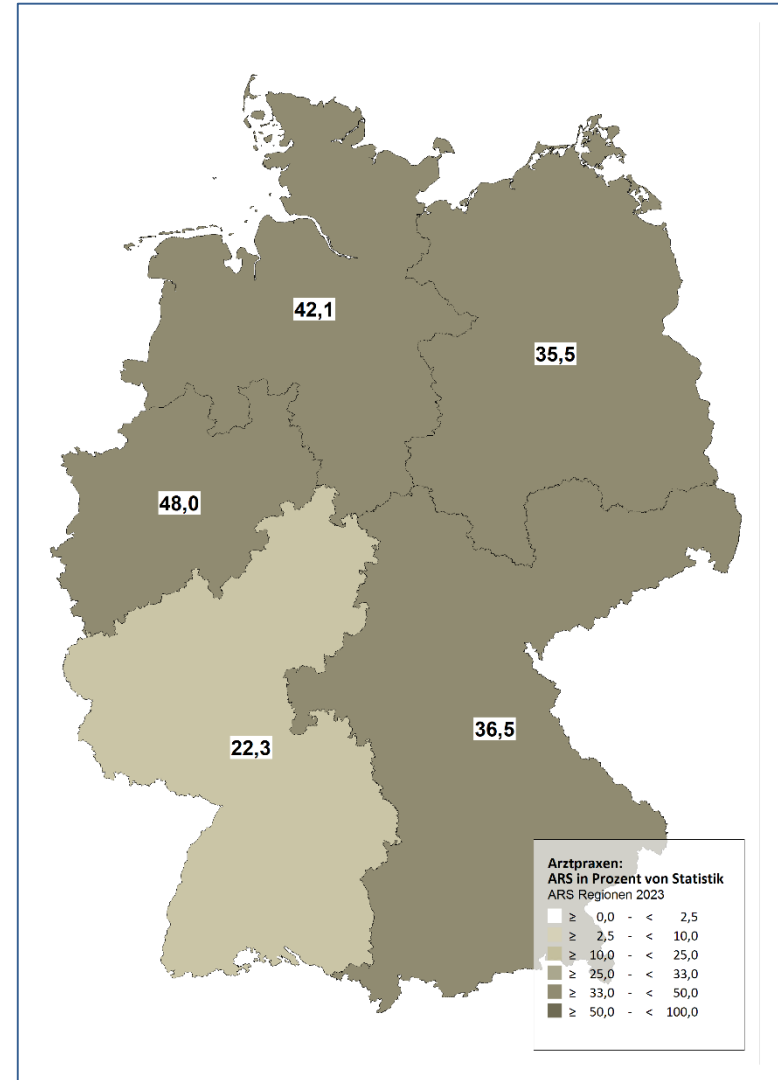 42,1
35,5
48,0
36,5
22,3
Arztpraxen:
ARS in Prozent von Statistik
ARS Regionen 2023
≥ 0,0 - < 2,5
≥ 2,5 - < 10,0
≥ 10,0 - < 25,0
≥ 25,0 - < 33,0
≥ 33,0 - < 50,0
≥ 50,0 - < 100,0